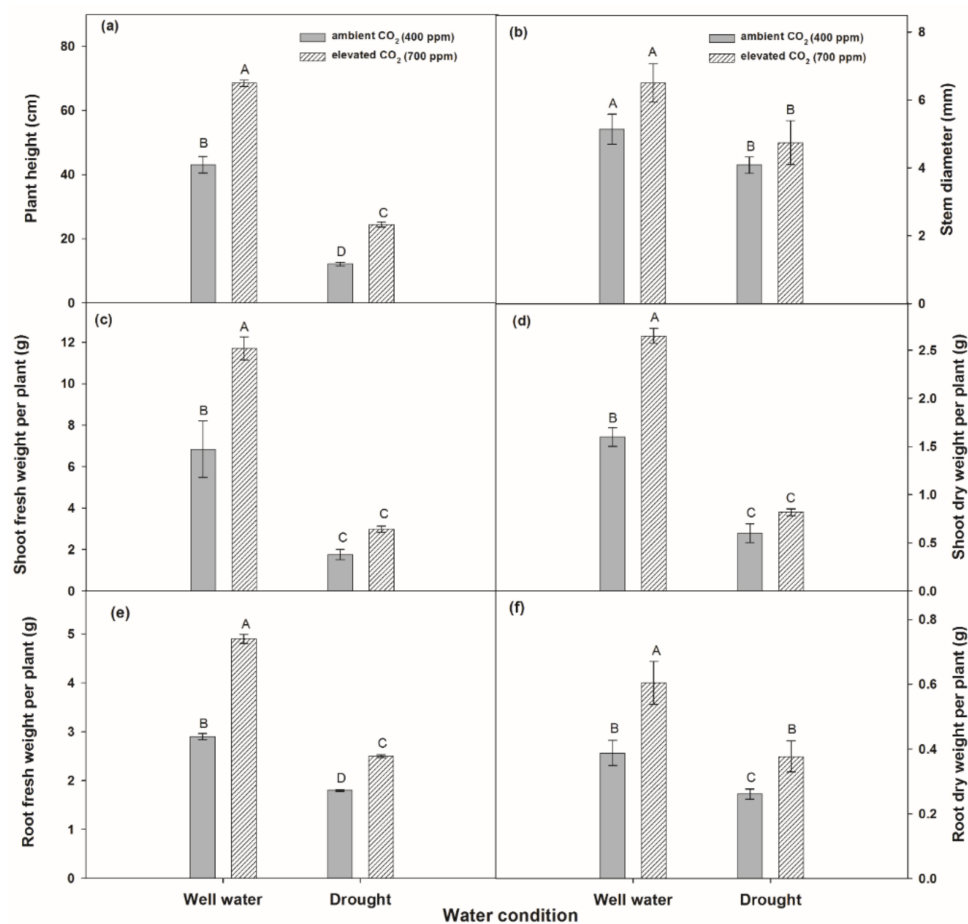 (a)
ambient CO2 (400 ppm)
elevated CO2 (700 ppm)
Plant height (cm)
80
60
40
20
0
B
A
D
C
(b)
ambient CO2 (400 ppm)
elevated CO2 (700 ppm)
Stem diameter (mm)
8
6
4
2
0
A
A
B
B
(c)
Shoot fresh weight per plant (g)
12
10
8
6
4
2
0
B
A
C
C
(d)
Shoot dry weight per plant (g)
2.5
2.0
1.5
1.0
0.5
0.0
B
A
C
C
(e)
Root fresh weight per plant (g)
5
4
3
2
1
0
B
A
D
C
(f)
Root dry weight per plant (g)
0.8
0.6
0.4
0.2
0.0
B
A
C
B
Well water
Drought
Well water
Drought
Water condition